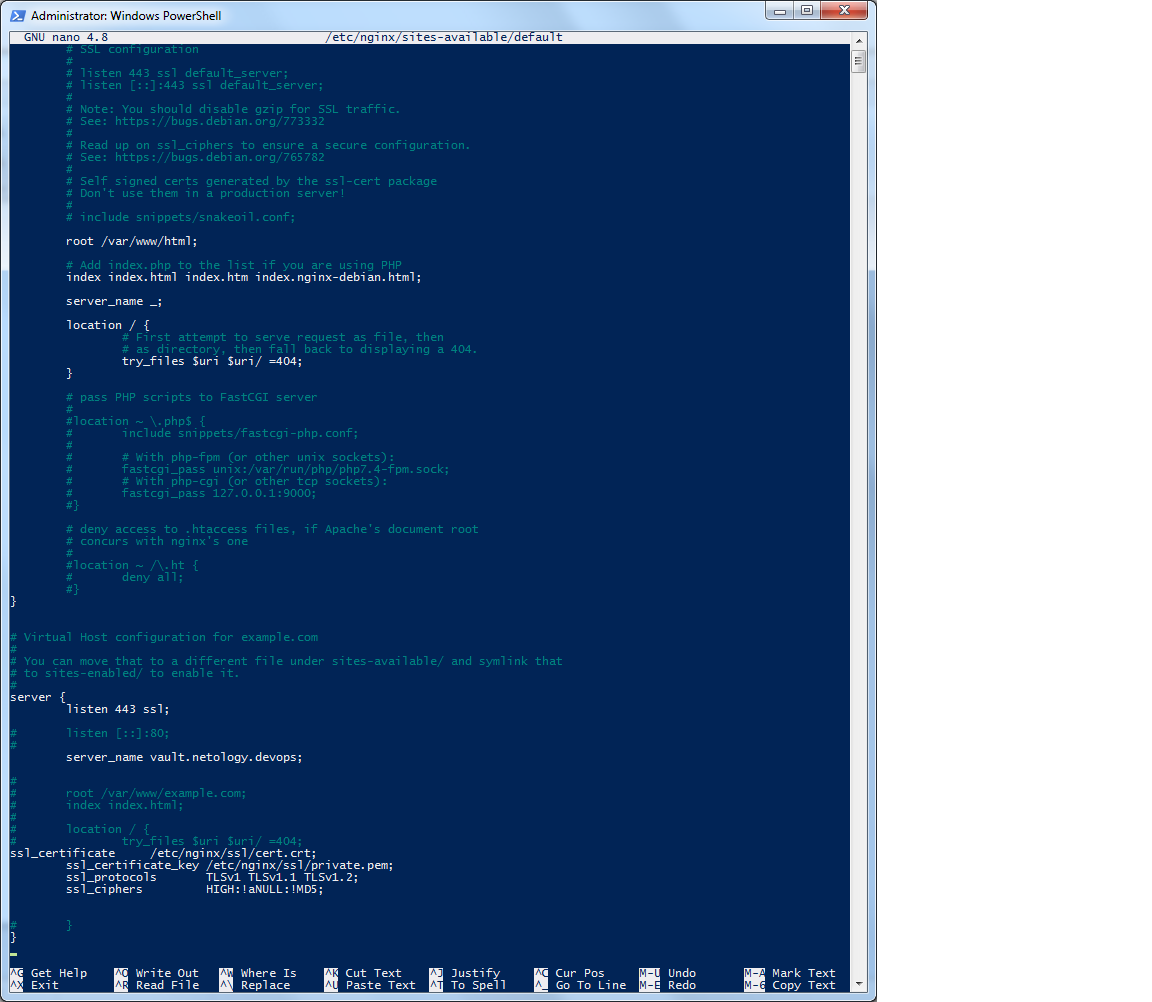 Administrator: Windows PowerShell
GNU nano 4.8 /etc/nginx/sites-available/default
# SSL configuration
#
# listen 443 ssl default_server;
# listen [::]:443 ssl default_server;
#
# Note: You should disable gzip for SSL traffic.
# See: https://bugs.debian.org/773332
#
# Read up on ssl_ciphers to ensure a secure configuration.
# See: https://bugs.debian.org/765782
#
# Self signed certs generated by the ssl-cert package
# Don't use them in a production server!
#
# include snippets/snakeoil.conf;
root /var/www/html;
# Add index.php to the list if you are using PHP
index index.html index.htm index.nginx-debian.html;
server_name _;
location / {
# First attempt to serve request as file, then
# as directory, then fall back to displaying a 404.
try_files $uri $uri/ =404;
}
# pass PHP scripts to FastCGI server
#
#location ~ \.php$ {
#       include snippets/fastcgi-php.conf;
#
#       # With php-fpm (or other unix sockets):
#       fastcgi_pass unix:/var/run/php/php7.4-fpm.sock;
#       # With php-cgi (or other tcp sockets):
#       fastcgi_pass 127.0.0.1:9000;
#}
# deny access to .htaccess files, if Apache's document root
# concurs with nginx's one
#
#location ~ /\.ht {
#       deny all;
#}
}
# Virtual Host configuration for example.com
#
# You can move that to a different file under sites-available/ and symlink that
# to sites-enabled/ to enable it.
#
server {
listen 443 ssl;
#       listen [::]:80;
#
server_name vault.netology.devops;
#
#       root /var/www/example.com;
#       index index.html;
#
#       location / {
#               try_files $uri $uri/ =404;
ssl_certificate     /etc/nginx/ssl/cert.crt;
ssl_certificate_key /etc/nginx/ssl/private.pem;
ssl_protocols       TLSv1 TLSv1.1 TLSv1.2;
ssl_ciphers         HIGH:!aNULL:!MD5;
#       }
}
^G Get Help ^O Write Out ^W Where Is ^K Cut Text ^J Justify ^C Cur Pos M-U Undo M-A Mark Text
^X Exit ^R Read File ^\ Replace ^U Paste Text ^T To Spell ^_ Go To Line M-E Redo M-6 Copy Text